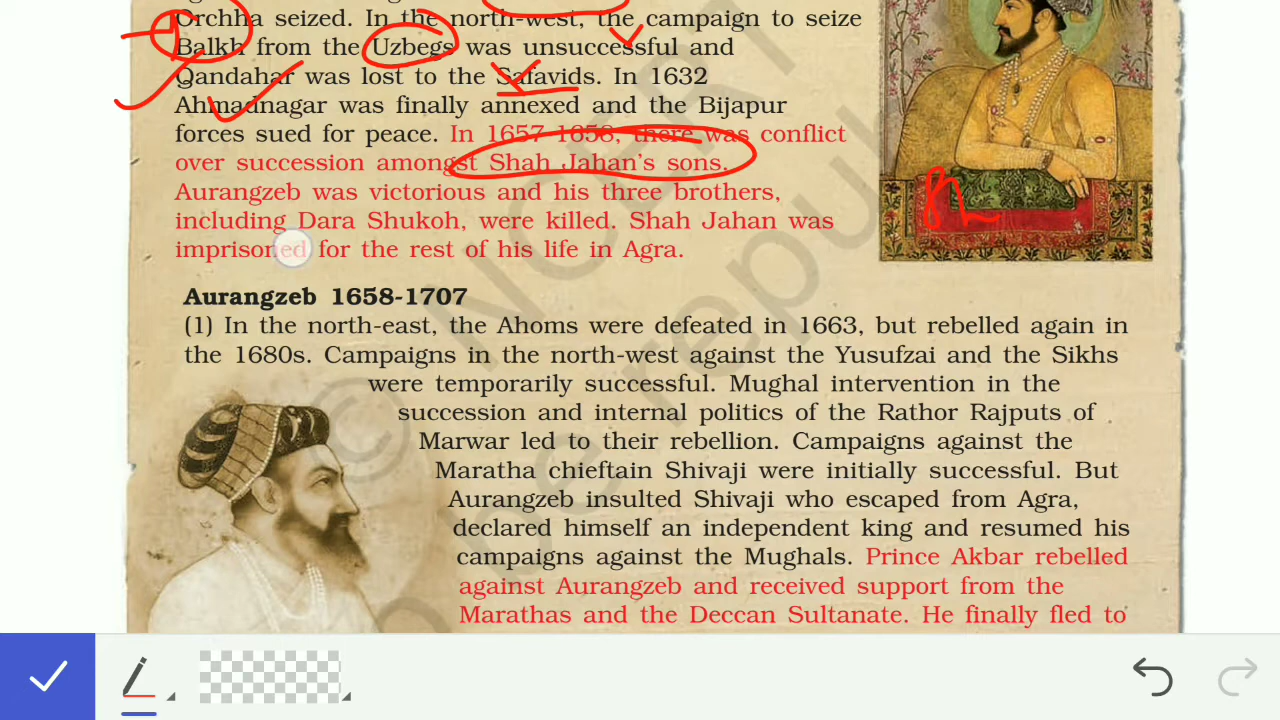 Orchha seized. In the north-west, the campaign to seize
Balkh from the Uzbegs was unsuccessful and
Qandahar was lost to the Safavids. In 1632
Ahmadnagar was finally annexed and the Bijapur
forces sued for peace. In 1657-1658, there was conflict
over succession amongst Shah Jahan's sons.
Aurangzeb was victorious and his three brothers,
including Dara Shukoh, were killed. Shah Jahan was
imprisoned for the rest of his life in Agra.
Aurangzeb 1658-1707
(1) In the north-east, the Ahoms were defeated in 1663, but rebelled again in
the 1680s. Campaigns in the north-west against the Yusufzai and the Sikhs
were temporarily successful. Mughal intervention in the
succession and internal politics of the Rathor Rajputs of
Marwar led to their rebellion. Campaigns against the
Maratha chieftain Shivaji were initially successful. But
Aurangzeb insulted Shivaji who escaped from Agra,
declared himself an independent king and resumed his
campaigns against the Mughals. Prince Akbar rebelled
against Aurangzeb and received support from the
Marathas and the Deccan Sultanate. He finally fled to
© NCERT
be republ